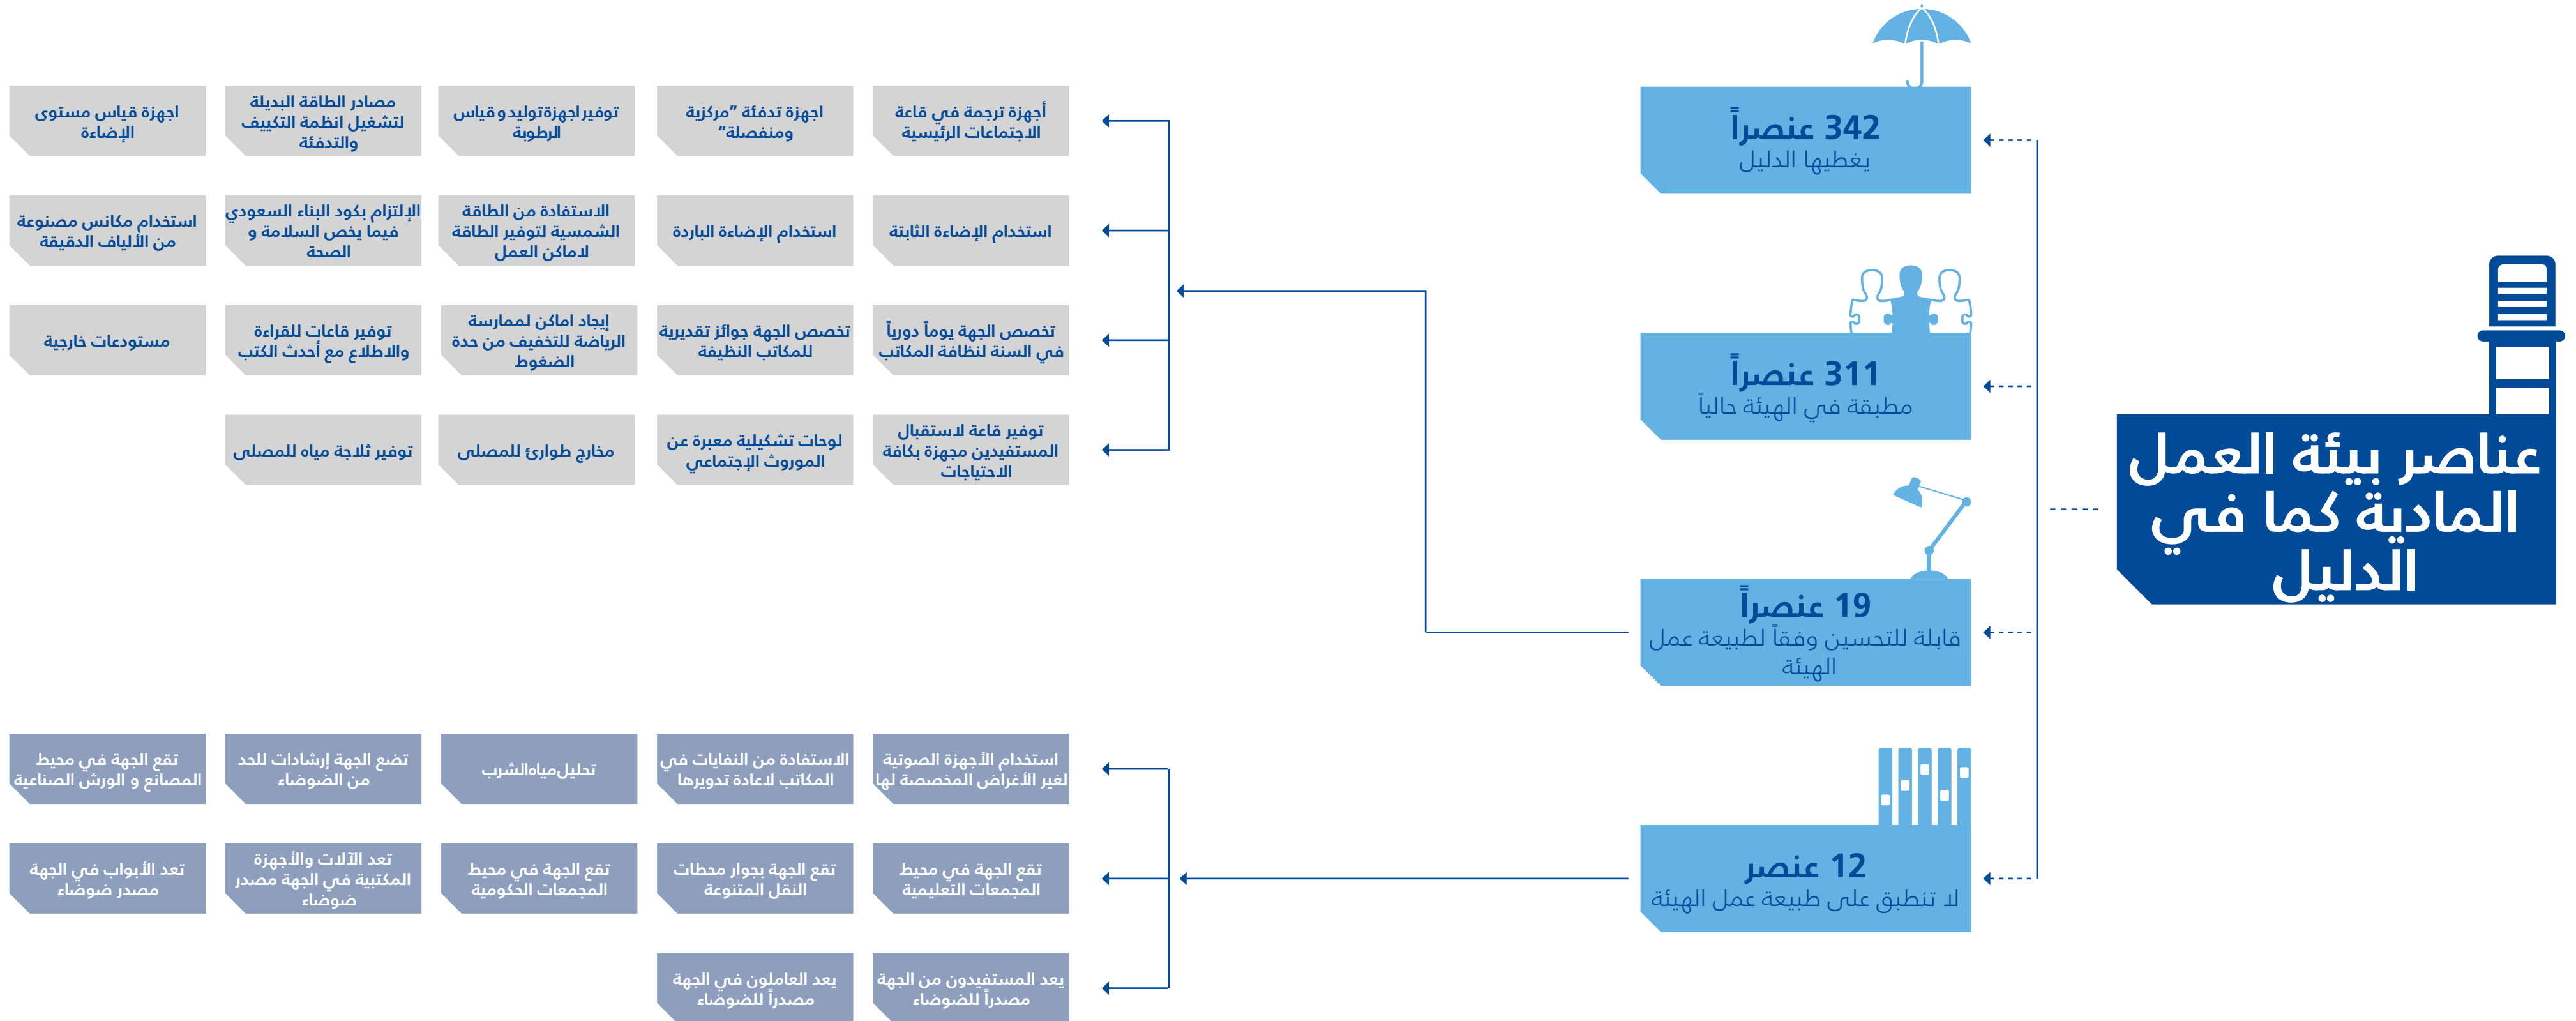 عناصر بيئة العمل
المادية كما في
الدليل
342 عنصراً
يغطيها الدليل
311 عنصراً
مطبقة في الهيئة حالياً
19 عنصراً
قابلة للتحسين وفقاً لطبيعة عمل
الهيئة
12 عنصر
لا تنطبق على طبيعة عمل الهيئة
أجهزة ترجمة في قاعة
الاجتماعات الرئيسية
اجهزة تدفئة ”مركزية
ومنفصلة“
توفير اجهزة توليد و قياس
الرطوبة
مصادر الطاقة البديلة
لتشغيل انظمة التكييف
والتدفئة
اجهزة قياس مستوى
الإضاءة
استخدام الإضاءة الثابتة
استخدام الإضاءة الباردة
الاستفادة من الطاقة
الشمسية لتوفير الطاقة
لاماكن العمل
الإلتزام بكود البناء السعودي
فيما يخص السلامة و
الصحة
استخدام مكانس مصنوعة
من الألياف الدقيقة
تخصص الجهة يوماً دورياً
في السنة لنظافة المكاتب
تخصص الجهة جوائز تقديرية
للمكاتب النظيفة
إيجاد اماكن لممارسة
الرياضة للتخفيف من حدة
الضغوط
توفير قاعات للقراءة
والاطلاع مع أحدث الكتب
مستودعات خارجية
توفير قاعة لاستقبال
المستفيدين مجهزة بكافة
الاحتياجات
لوحات تشكيلية معبرة عن
الموروث الإجتماعي
مخارج طوارئ للمصلى
توفير ثلاجة مياه للمصلى
استخدام الأجهزة الصوتية
لغير الأغراض المخصصة لها
الاستفادة من النفايات في
المكاتب لاعادة تدويرها
تحليل مياه الشرب
تضع الجهة إرشادات للحد
من الضوضاء
تقع الجهة في محيط
المصانع و الورش الصناعية
تقع الجهة في محيط
المجمعات التعليمية
تقع الجهة بجوار محطات
النقل المتنوعة
تقع الجهة في محيط
المجمعات الحكومية
تعد الآلات والأجهزة
المكتبية في الجهة مصدر
ضوضاء
تعد الأبواب في الجهة
مصدر ضوضاء
يعد المستفيدون من الجهة
مصدراً للضوضاء
يعد العاملون في الجهة
مصدراً للضوضاء